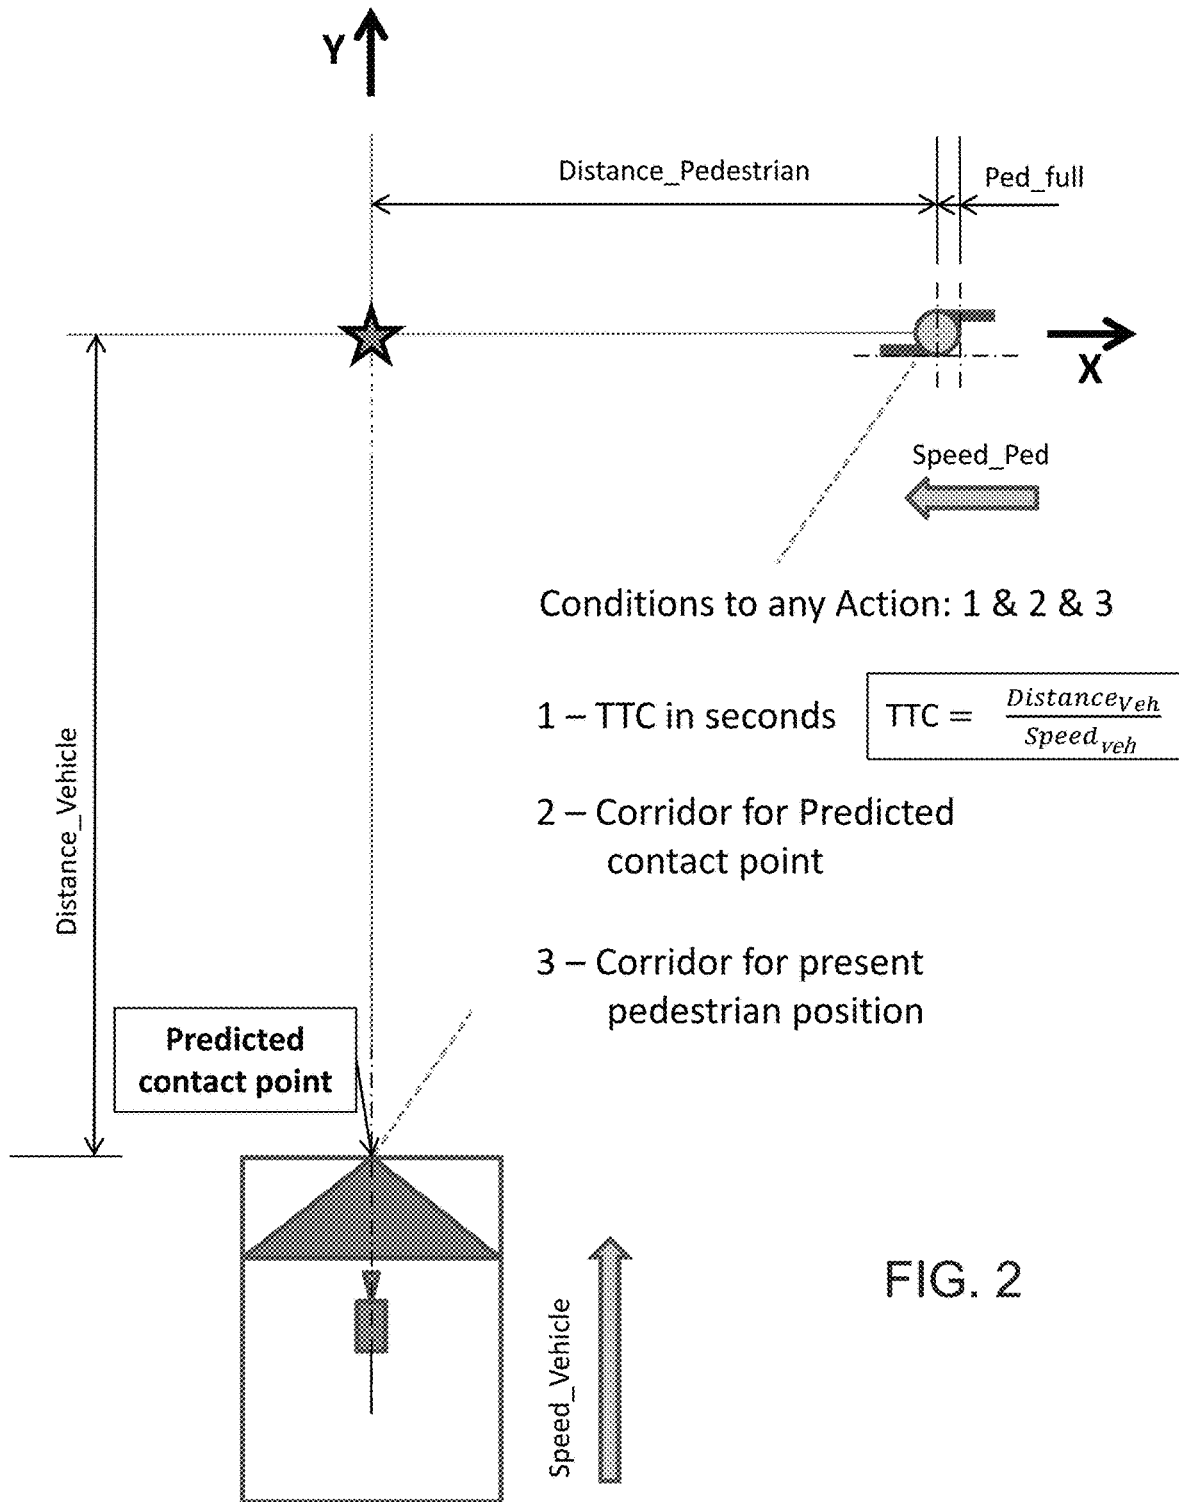 Y
Distance_Pedestrian
Ped_full
X
Speed_Ped
Conditions to any Action: 1 & 2 & 3
1 – TTC in seconds
TTC = Distance_Veh / Speed_veh
2 – Corridor for Predicted
contact point
3 – Corridor for present
pedestrian position
Distance_Vehicle
Predicted
contact point
Speed_Vehicle
FIG. 2